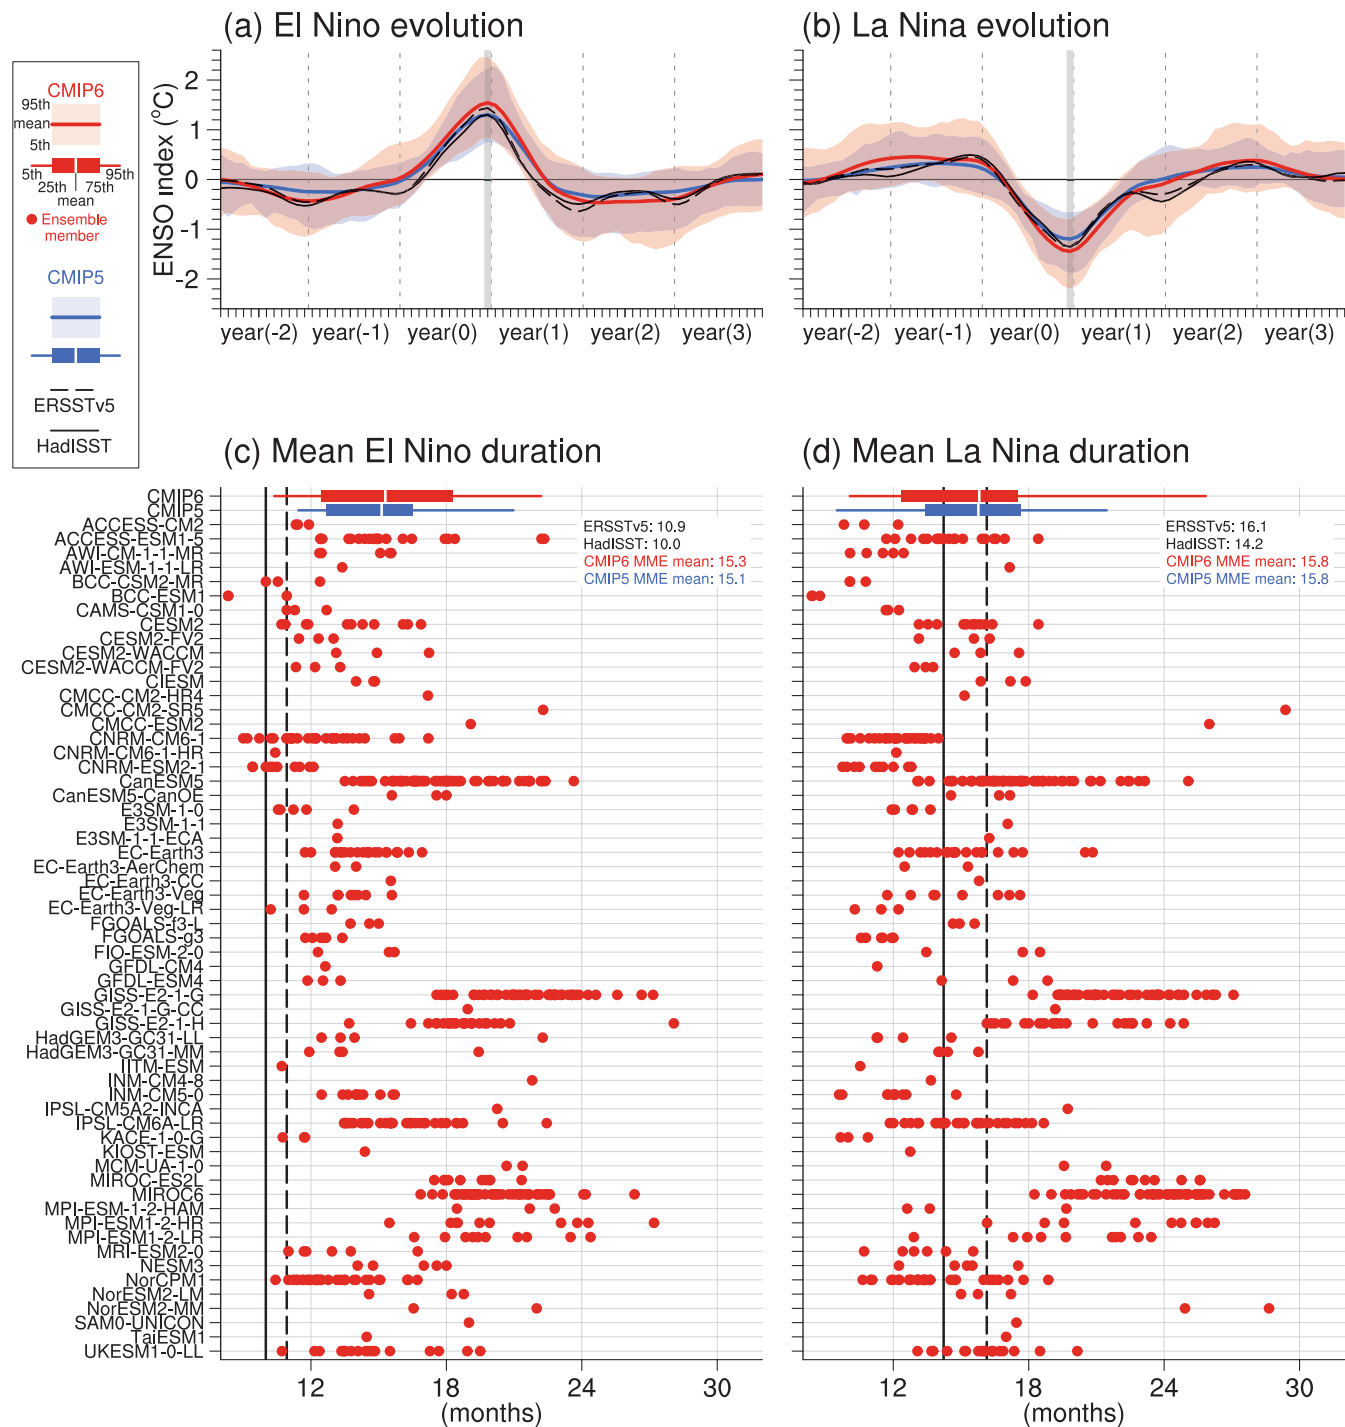 (a) El Nino evolution
(b) La Nina evolution
CMIP6
95th
mean
5th
5th 95th
25th 75th
mean
Ensemble
member
CMIP5
ERSSTv5
HadISST
ENSO index (°C)
2
1
0
-1
-2
year(-2) year(-1) year(0) year(1) year(2) year(3)
year(-2) year(-1) year(0) year(1) year(2) year(3)
(c) Mean El Nino duration
(d) Mean La Nina duration
CMIP6
CMIP5
ACCESS-CM2
ACCESS-ESM1-5
AWI-CM-1-1-MR
AWI-ESM-1-1-LR
BCC-CSM2-MR
BCC-ESM1
CAMS-CSM1-0
CESM2
CESM2-FV2
CESM2-WACCM
CESM2-WACCM-FV2
CIESM
CMCC-CM2-HR4
CMCC-CM2-SR5
CMCC-ESM2
CNRM-CM6-1
CNRM-CM6-1-HR
CNRM-ESM2-1
CanESM5
CanESM5-CanOE
E3SM-1-0
E3SM-1-1
E3SM-1-1-ECA
EC-Earth3
EC-Earth3-AerChem
EC-Earth3-CC
EC-Earth3-Veg
EC-Earth3-Veg-LR
FGOALS-f3-L
FGOALS-g3
FIO-ESM-2-0
GFDL-CM4
GFDL-ESM4
GISS-E2-1-G
GISS-E2-1-G-CC
GISS-E2-1-H
HadGEM3-GC31-LL
HadGEM3-GC31-MM
IITM-ESM
INM-CM4-8
INM-CM5-0
IPSL-CM5A2-INCA
IPSL-CM6A-LR
KACE-1-0-G
KIOST-ESM
MCM-UA-1-0
MIROC-ES2L
MIROC6
MPI-ESM-1-2-HAM
MPI-ESM1-2-HR
MPI-ESM1-2-LR
MRI-ESM2-0
NESM3
NorCPM1
NorESM2-LM
NorESM2-MM
SAM0-UNICON
TaiESM1
UKESM1-0-LL
ERSSTv5: 10.9
HadISST: 10.0
CMIP6 MME mean: 15.3
CMIP5 MME mean: 15.1
ERSSTv5: 16.1
HadISST: 14.2
CMIP6 MME mean: 15.8
CMIP5 MME mean: 15.8
12 18 24 30
(months)
12 18 24 30
(months)